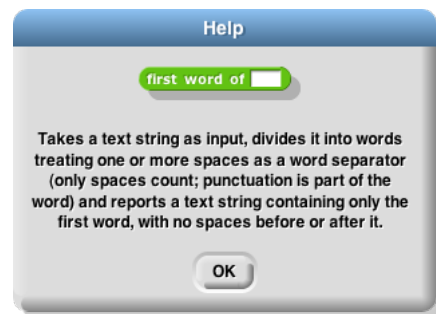 Help
first word of
Takes a text string as input, divides it into words
treating one or more spaces as a word separator
(only spaces count; punctuation is part of the
word) and reports a text string containing only the
first word, with no spaces before or after it.
OK